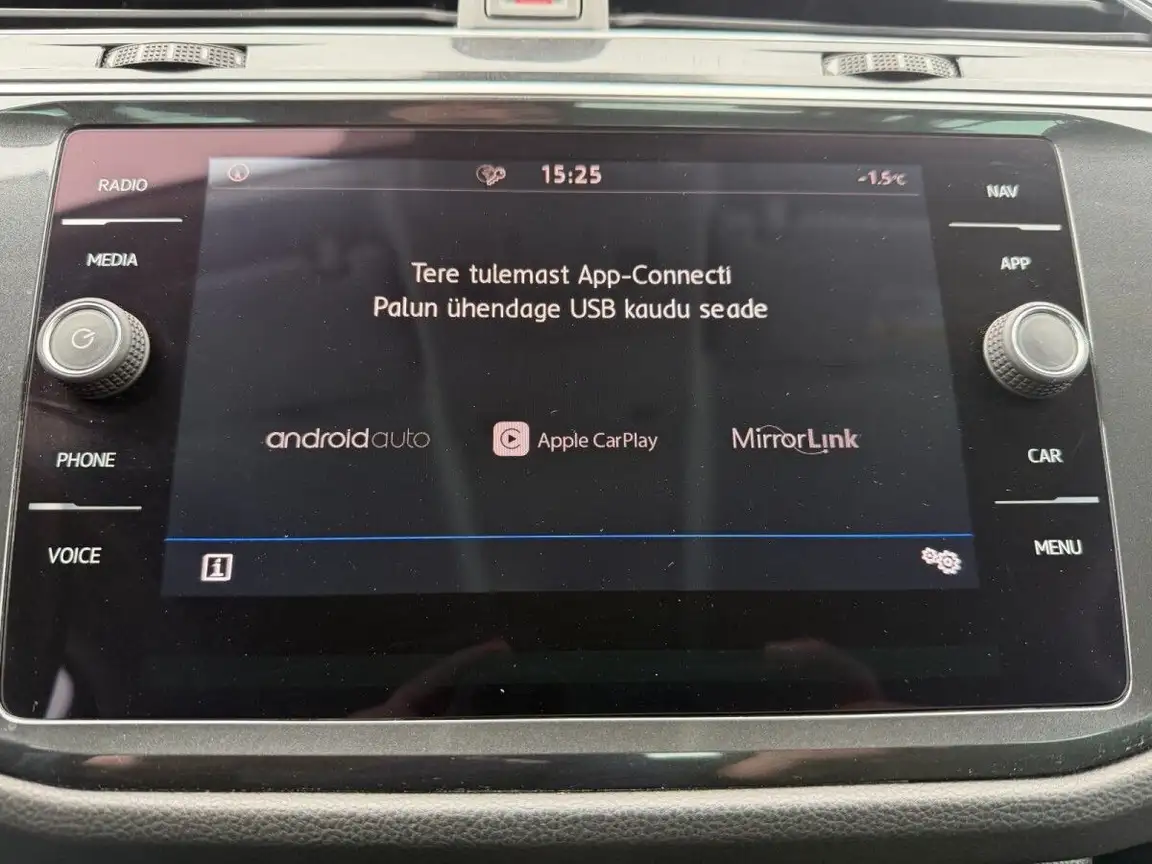 RADIO
MEDIA
PHONE
VOICE
15:25
-1.5°C
Tere tulemast App-Connecti
Palun ühendage USB kaudu seade
androidauto
Apple CarPlay
MirrorLink
i
NAV
APP
CAR
MENU